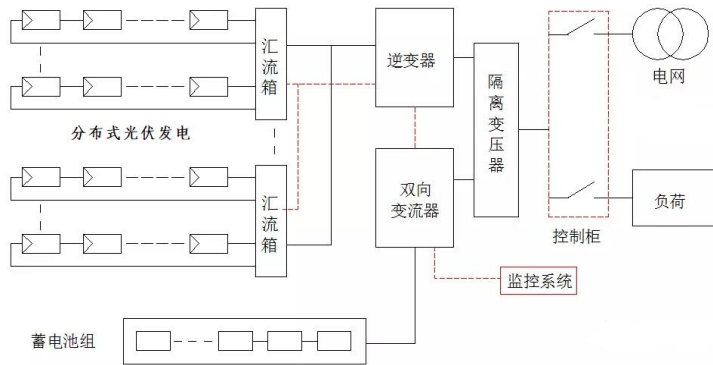 汇流箱
逆变器
隔离变压器
电网
分布式光伏发电
汇流箱
双向
变流器
负荷
控制柜
监控系统
蓄电池组